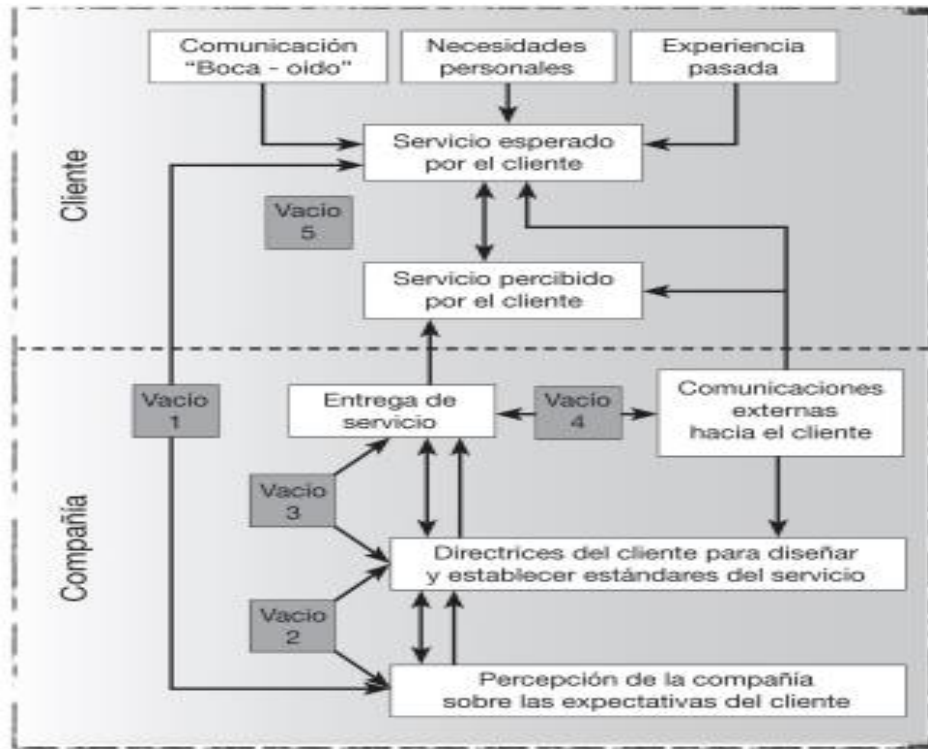 Comunicación
"Boca - oido"
Necesidades
personales
Experiencia
pasada
Cliente
Servicio esperado
por el cliente
Vacio
5
Servicio percibido
por el cliente
Compañía
Vacio
1
Entrega de
servicio
Vacio
4
Comunicaciones
externas
hacia el cliente
Vacio
3
Directrices del cliente para diseñar
y establecer estándares del servicio
Vacio
2
Percepción de la compañía
sobre las expectativas del cliente